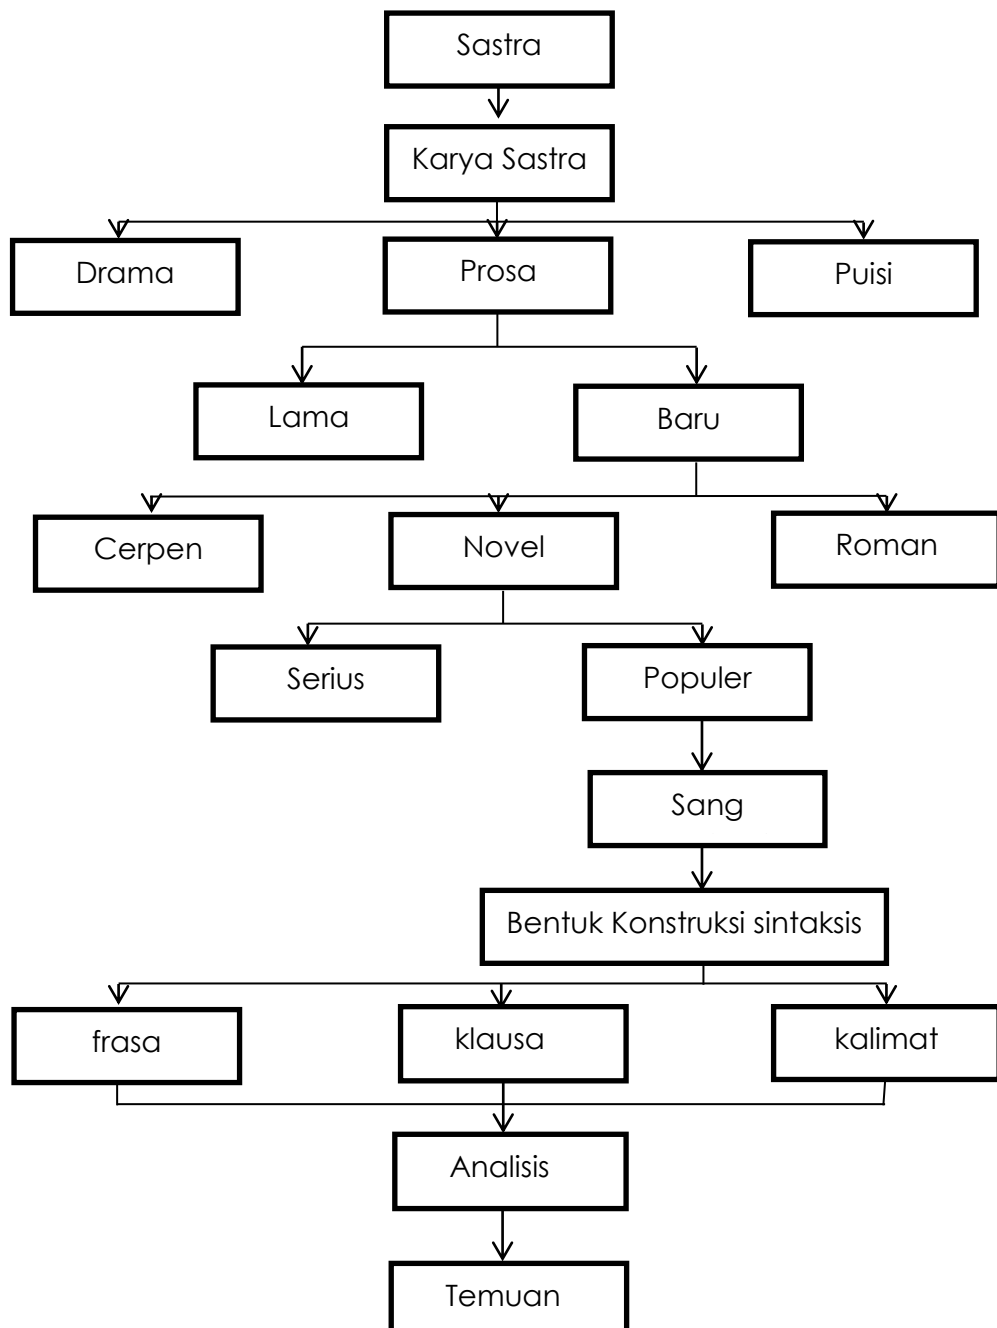 Sastra
Karya Sastra
Drama
Prosa
Puisi
Lama
Baru
Cerpen
Novel
Roman
Serius
Populer
Sang
Bentuk Konstruksi sintaksis
frasa
klausa
kalimat
Analisis
Temuan